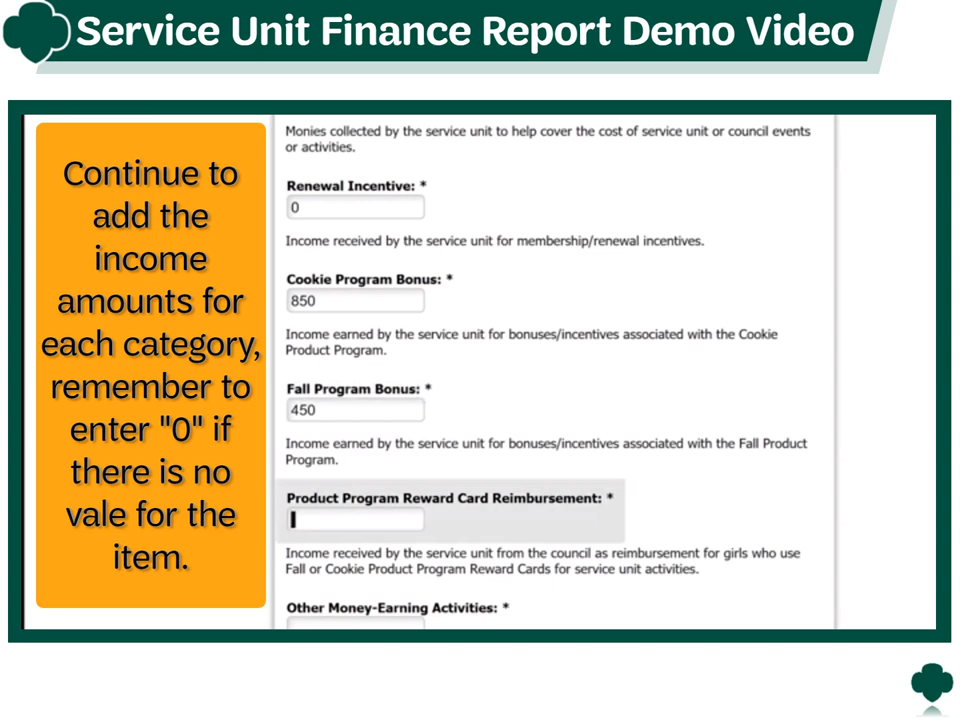 Service Unit Finance Report Demo Video
Continue to
add the
income
amounts for
each category,
remember to
enter "0" if
there is no
vale for the
item.
Monies collected by the service unit to help cover the cost of service unit or council events
or activities.
Renewal Incentive: *
0
Income received by the service unit for membership/renewal incentives.
Cookie Program Bonus: *
850
Income earned by the service unit for bonuses/incentives associated with the Cookie
Product Program.
Fall Program Bonus: *
450
Income earned by the service unit for bonuses/incentives associated with the Fall Product
Program.
Product Program Reward Card Reimbursement: *
Income received by the service unit from the council as reimbursement for girls who use
Fall or Cookie Product Program Reward Cards for service unit activities.
Other Money-Earning Activities: *